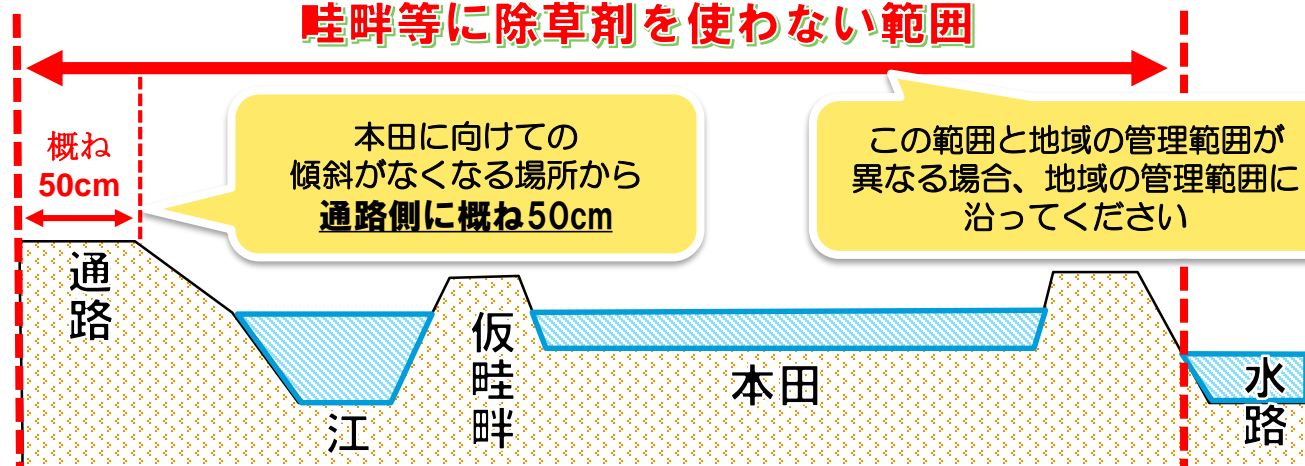 畦畔等に除草剤を使わない範囲
概ね
50cm
本田に向けての
傾斜がなくなる場所から
通路側に概ね50cm
この範囲と地域の管理範囲が
異なる場合、地域の管理範囲に
沿ってください
通路
江
仮畦畔
本田
水路